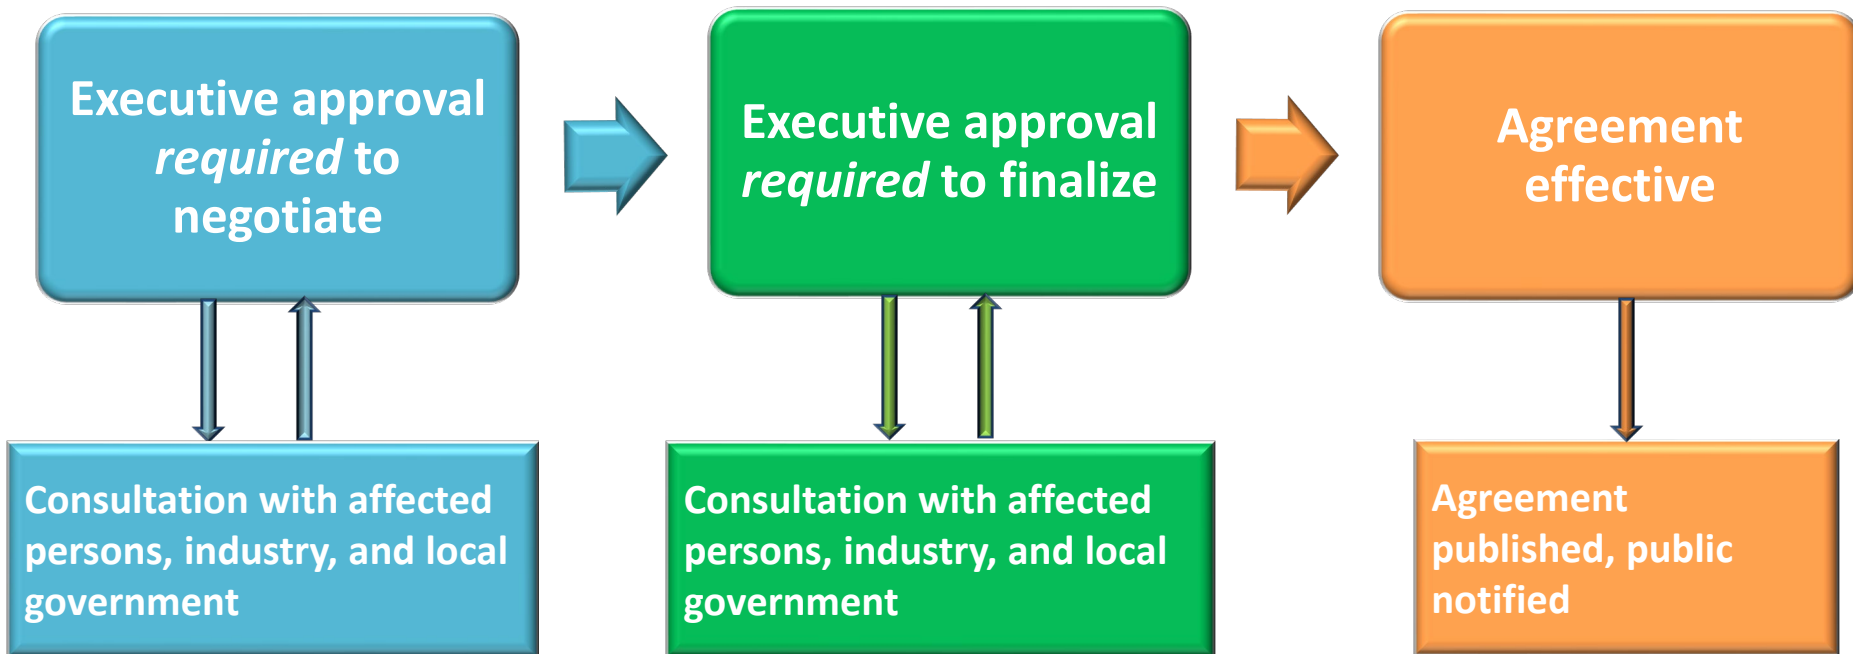 Executive approval
required to
negotiate
Executive approval
required to finalize
Agreement
effective
Consultation with affected
persons, industry, and local
government
Consultation with affected
persons, industry, and local
government
Agreement
published, public
notified